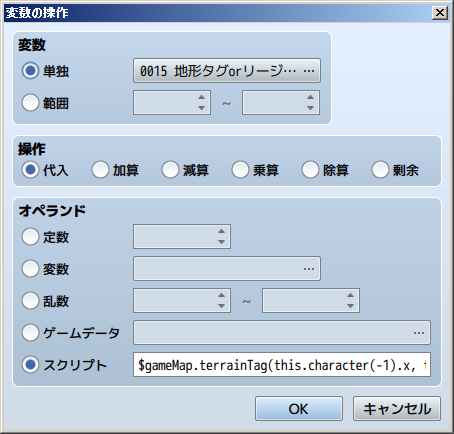 変数の操作
変数
単独 0015 地形タグorリージ… …
範囲 ~
操作
代入 加算 減算 乗算 除算 剰余
オペランド
定数
変数 …
乱数 ~
ゲームデータ …
スクリプト $gameMap.terrainTag(this.character(-1).x,
OK キャンセル